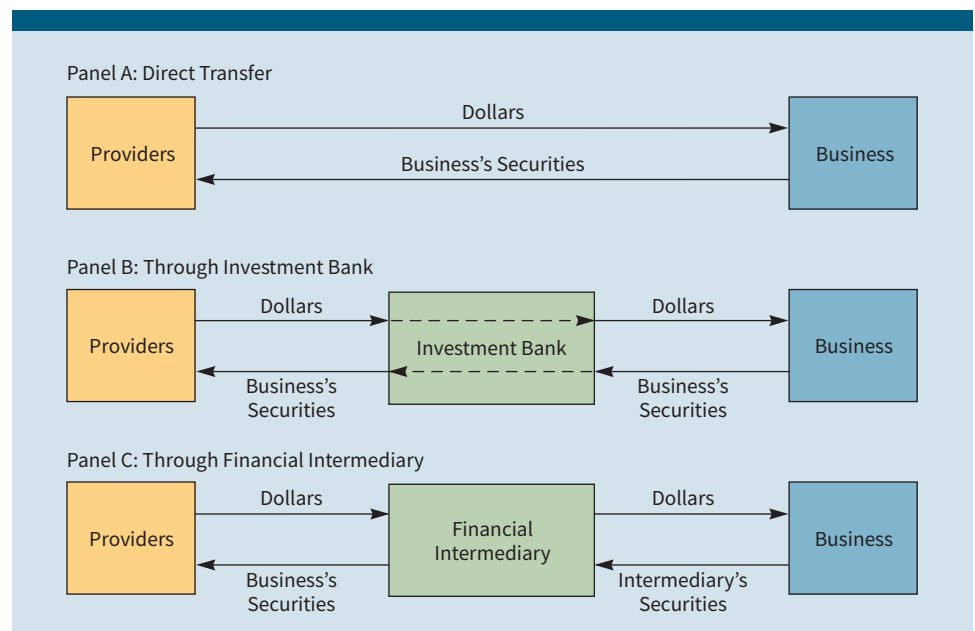 Panel A: Direct Transfer
Dollars
Providers
Business
Business's Securities
Panel B: Through Investment Bank
Dollars
Dollars
Providers
Investment Bank
Business
Business's
Securities
Business's
Securities
Panel C: Through Financial Intermediary
Dollars
Dollars
Providers
Financial
Intermediary
Business
Business's
Securities
Intermediary's
Securities